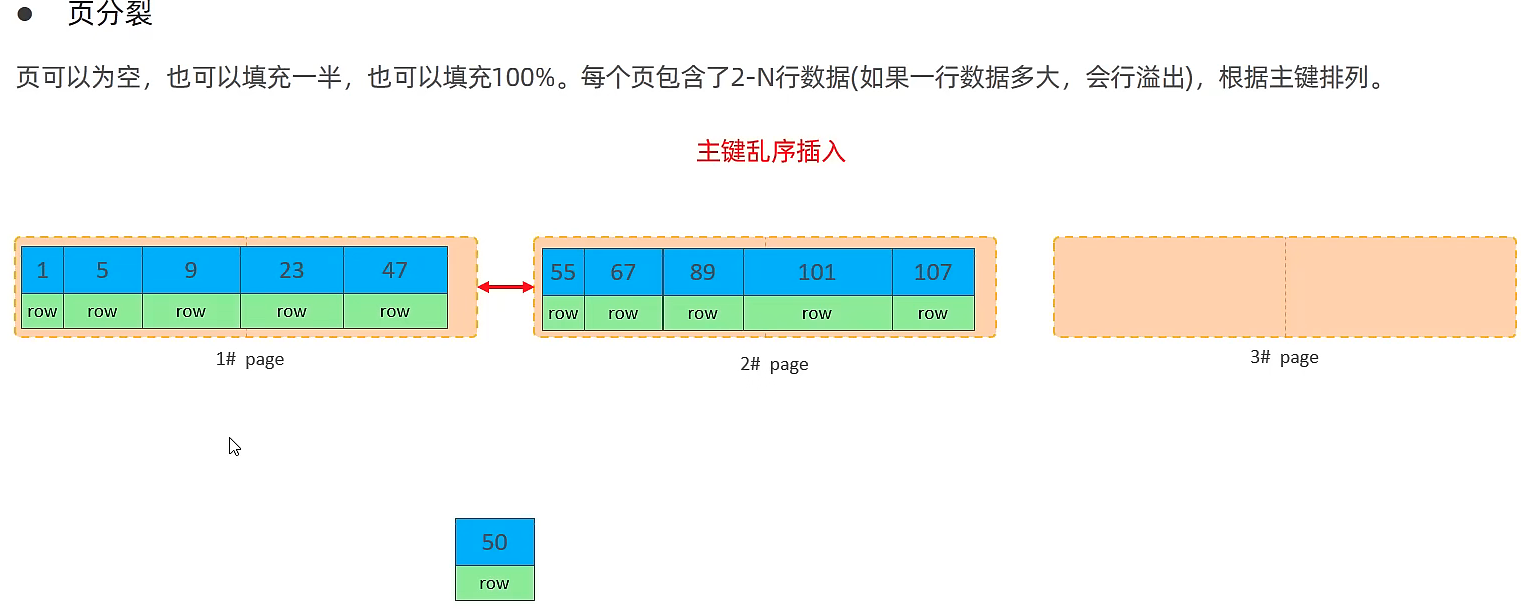 ● 页分裂
页可以为空，也可以填充一半，也可以填充100%。每个页包含了2-N行数据(如果一行数据多大，会行溢出)，根据主键排列。
主键乱序插入
1 5 9 23 47
row row row row row
1# page
55 67 89 101 107
row row row row row
2# page
3# page
50
row